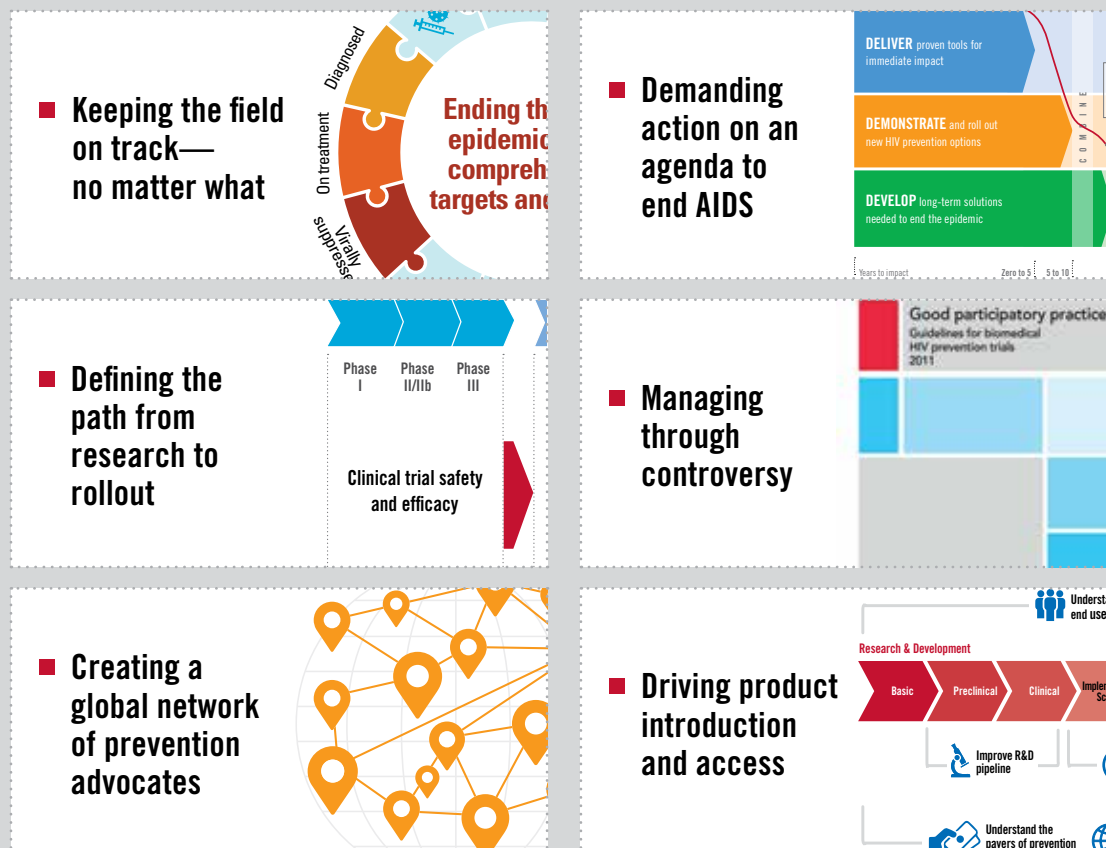 Keeping the field
on track—
no matter what
Diagnosed
On treatment
Virally
Ending
targets
Demanding
action on an
agenda to
end AIDS
DELIVER proven tools for
immediate impact
DEMONSTRATE and roll out
new HIV prevention options
DEVELOP long-term solutions
needed to end the epidemic
COMBINE
Years to impact
Zero to 5
5 to 10
Defining the
path from
research to
rollout
Phase
I
Phase
II/IIb
Phase
III
Clinical trial safety
and efficacy
Managing
through
controversy
Good participatory practice
Guidelines for biomedical
HIV prevention trials
2011
Creating a
global network
of prevention
advocates
Driving product
introduction
and access
end
Research & Development
Basic
Preclinical
Clinical
Improve R&D
pipeline
Understand the
payers of prevention